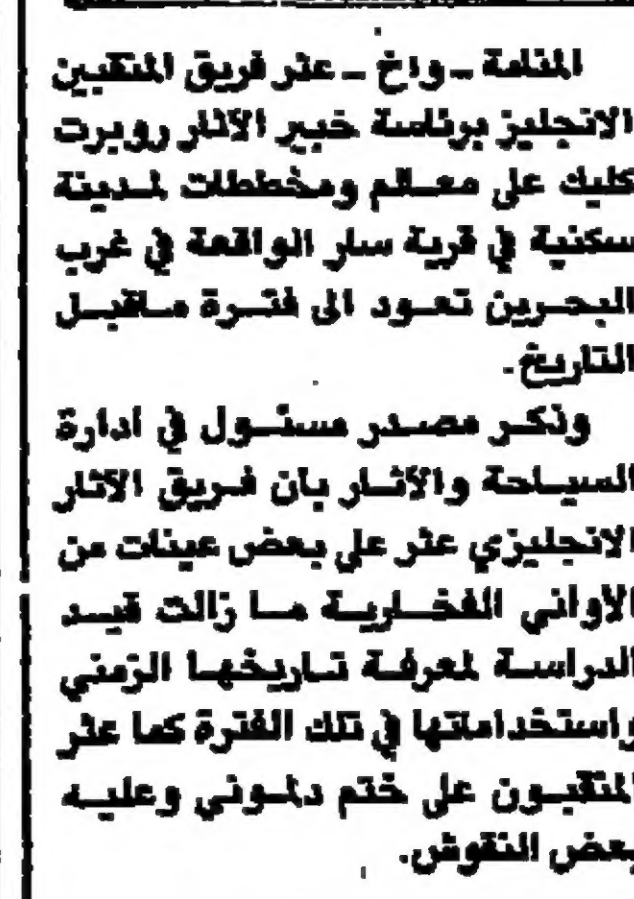 المنامة ـ واخ ـ عثر فريق المنقبين
الانجليز برئاسة خبير الآثار روبرت
كليك على معالم ومخططات لمدينة
سكنية في قرية سار الواقعة في غرب
البحرين تعود الى فترة ماقبل
التاريخ.
وذكر مصدر مسئول في ادارة
السياحة والآثار بان فريق الآثار
الانجليزي عثر على بعض عينات من
الأواني الفخارية ما زالت قيد
الدراسة لمعرفة تاريخها الزمني
واستخداماتها في تلك الفترة كما عثر
المنقبون على ختم دلموني وعليه
بعض النقوش.